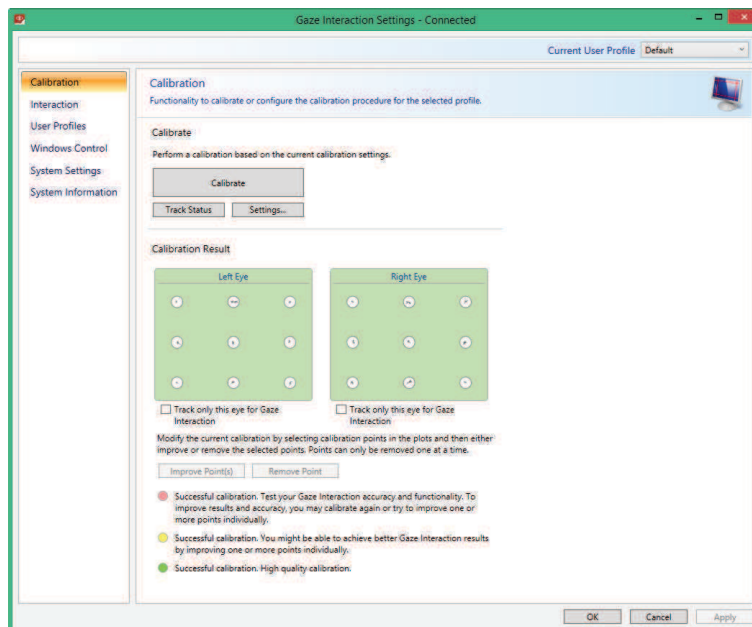 Gaze Interaction Settings - Connected
Current User Profile Default
Calibration
Interaction
User Profiles
Windows Control
System Settings
System Information
Calibration
Functionality to calibrate or configure the calibration procedure for the selected profile.
Calibrate
Perform a calibration based on the current calibration settings.
Calibrate
Track Status Settings...
Calibration Result
Left Eye Right Eye
Track only this eye for Gaze
Interaction
Track only this eye for Gaze
Interaction
Modify the current calibration by selecting calibration points in the plots and then either
improve or remove the selected points. Points can only be removed one at a time.
Improve Point(s) Remove Point
Successful calibration. Test your Gaze Interaction accuracy and functionality. To
improve results and accuracy, you may calibrate again or try to improve one or
more points individually.
Successful calibration. You might be able to achieve better Gaze Interaction results
by improving one or more points individually.
Successful calibration. High quality calibration.
OK Cancel Apply